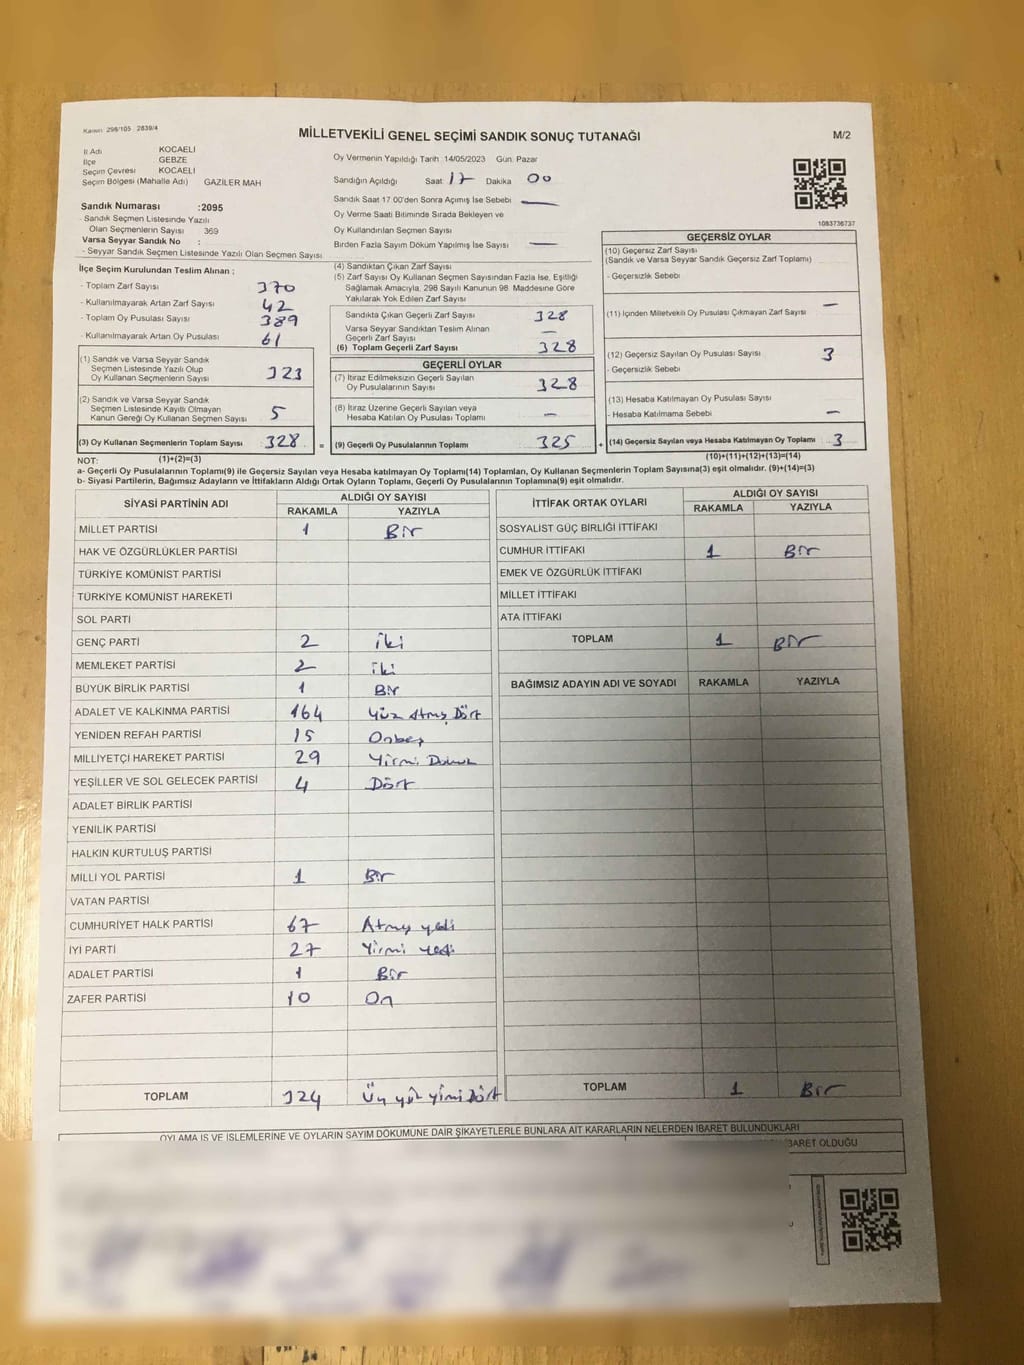 Kanun 298/105 2839/4
MİLLETVEKİLİ GENEL SEÇİMİ SANDIK SONUÇ TUTANAĞI
M/2
İl Adı KOCAELİ
İlçe GEBZE
Seçim Çevresi KOCAELİ
Seçim Bölgesi (Mahalle Adı) GAZİLER MAH
Oy Vermenin Yapıldığı Tarih 14/05/2023 Gün: Pazar
Sandığın Açıldığı Saat 17 Dakika 00
Sandık Saat 17.00'den Sonra Açımış İse Sebebi —
Oy Verme Saati Bitiminde Sırada Bekleyen ve
Oy Kullandırılan Seçmen Sayısı
Birden Fazla Sayım Döküm Yapılmış İse Sayısı —
1083736737
Sandık Numarası :2095
- Sandık Seçmen Listesinde Yazılı
Olan Seçmenlerin Sayısı 369
Varsa Seyyar Sandık No :
- Seyyar Sandık Seçmen Listesinde Yazılı Olan Seçmen Sayısı
İlçe Seçim Kurulundan Teslim Alınan ;
- Toplam Zarf Sayısı 370
- Kullanılmayarak Artan Zarf Sayısı 42
- Toplam Oy Pusulası Sayısı 389
- Kullanılmayarak Artan Oy Pusulası 61
(1) Sandık ve Varsa Seyyar Sandık
Seçmen Listesinde Yazılı Olup
Oy Kullanan Seçmenlerin Sayısı 323
(2) Sandık ve Varsa Seyyar Sandık
Seçmen Listesinde Kayıtlı Olmayan
Kanun Gereği Oy Kullanan Seçmen Sayısı 5
(3) Oy Kullanan Seçmenlerin Toplam Sayısı 328 =
(4) Sandıktan Çıkan Zarf Sayısı
(5) Zarf Sayısı Oy Kullanan Seçmen Sayısından Fazla İse, Eşitliği
Sağlamak Amacıyla, 298 Sayılı Kanunun 98. Maddesine Göre
Yakılarak Yok Edilen Zarf Sayısı
Sandıkta Çıkan Geçerli Zarf Sayısı 328
Varsa Seyyar Sandıktan Teslim Alınan
Geçerli Zarf Sayısı —
(6) Toplam Geçerli Zarf Sayısı 328
GEÇERLİ OYLAR
(7) İtiraz Edilmeksizin Geçerli Sayılan
Oy Pusulalarının Sayısı 328
(8) İtiraz Üzerine Geçerli Sayılan veya
Hesaba Katılan Oy Pusulası Toplamı —
(9) Geçerli Oy Pusulalarının Toplamı 325 +
GEÇERSİZ OYLAR
(10) Geçersiz Zarf Sayısı
(Sandık ve Varsa Seyyar Sandık Geçersiz Zarf Toplamı)
- Geçersizlik Sebebi
(11) İçinden Milletvekili Oy Pusulası Çıkmayan Zarf Sayısı —
(12) Geçersiz Sayılan Oy Pusulası Sayısı 3
- Geçersizlik Sebebi
(13) Hesaba Katılmayan Oy Pusulası Sayısı
- Hesaba Katılmama Sebebi —
(14) Geçersiz Sayılan veya Hesaba Katılmayan Oy Pusulası Toplamı 3
NOT: (1)+(2)=(3) (10)+(11)+(12)+(13)=(14)
a- Geçerli Oy Pusulalarının Toplamı(9) ile Geçersiz Sayılan veya Hesaba katılmayan Oy Toplamı(14) Toplamları, Oy Kullanan Seçmenlerin Toplam Sayısına(3) eşit olmalıdır. (9)+(14)=(3)
b- Siyasi Partilerin, Bağımsız Adayların ve İttifakların Aldığı Ortak Oyların Toplamı, Geçerli Oy Pusulalarının Toplamına(9) eşit olmalıdır.
SİYASİ PARTİNİN ADI ALDIĞI OY SAYISI
RAKAMLA YAZIYLA
MİLLET PARTİSİ 1 Bir
HAK VE ÖZGÜRLÜKLER PARTİSİ
TÜRKİYE KOMÜNİST PARTİSİ
TÜRKİYE KOMÜNİST HAREKETİ
SOL PARTİ
GENÇ PARTİ 2 iki
MEMLEKET PARTİSİ 2 iki
BÜYÜK BİRLİK PARTİSİ 1 Bir
ADALET VE KALKINMA PARTİSİ 164 Yüz Atmış Dört
YENİDEN REFAH PARTİSİ 15 Onbeş
MİLLİYETÇİ HAREKET PARTİSİ 29 Yirmi Dokuz
YEŞİLLER VE SOL GELECEK PARTİSİ 4 Dört
ADALET BİRLİK PARTİSİ
YENİLİK PARTİSİ
HALKIN KURTULUŞ PARTİSİ
MİLLİ YOL PARTİSİ 1 Bir
VATAN PARTİSİ
CUMHURİYET HALK PARTİSİ 67 Atmış yedi
İYİ PARTİ 27 Yirmi yedi
ADALET PARTİSİ 1 Bir
ZAFER PARTİSİ 10 On
TOPLAM 324 Üç yüz yirmi Dört
İTTİFAK ORTAK OYLARI ALDIĞI OY SAYISI
RAKAMLA YAZIYLA
SOSYALİST GÜÇ BİRLİĞİ İTTİFAKI
CUMHUR İTTİFAKI 1 Bir
EMEK VE ÖZGÜRLÜK İTTİFAKI
MİLLET İTTİFAKI
ATA İTTİFAKI
TOPLAM 1 Bir
BAĞIMSIZ ADAYIN ADI VE SOYADI RAKAMLA YAZIYLA
TOPLAM 1 Bir
OYLAMA İŞ VE İŞLEMLERİNE VE OYLARIN SAYIM DÖKÜMÜNE DAİR ŞİKAYETLERLE BUNLARA AİT KARARLARIN NELERDEN İBARET BULUNDUKLARI
İBARET OLDUĞU